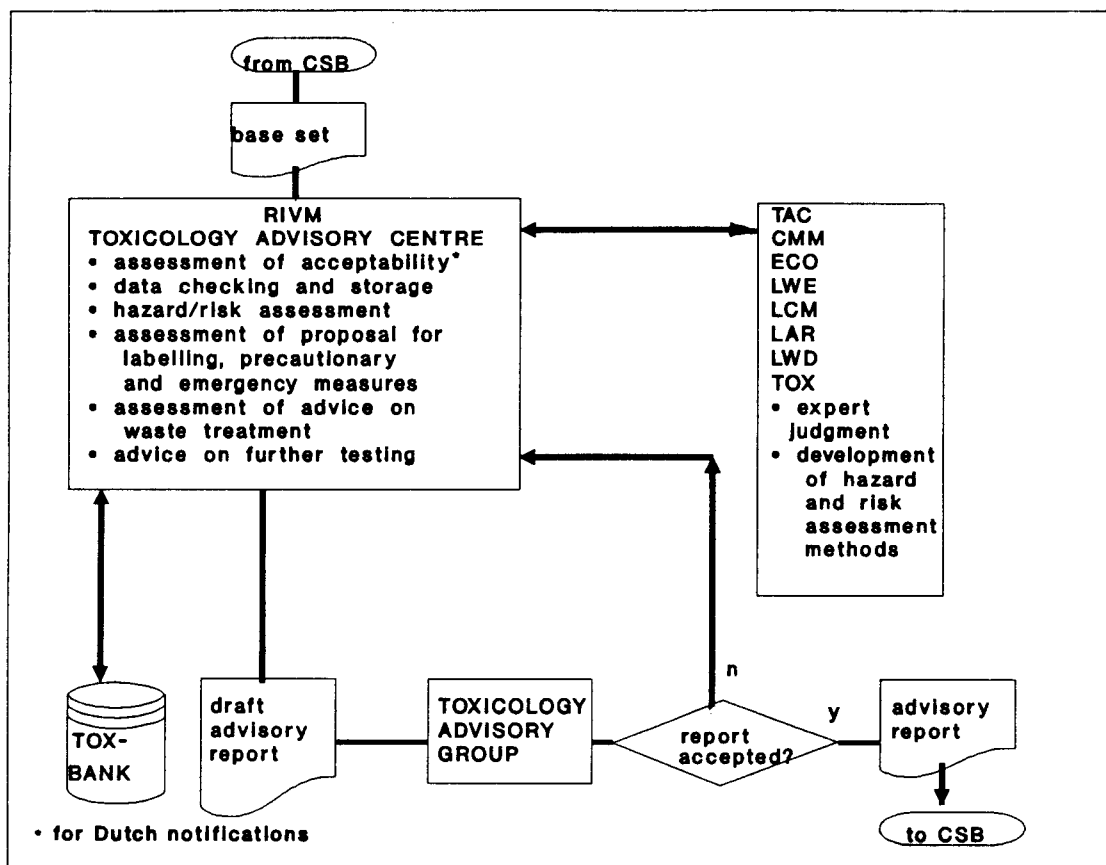 from CSB
base set
RIVM
TOXICOLOGY ADVISORY CENTRE
• assessment of acceptability*
• data checking and storage
• hazard/risk assessment
• assessment of proposal for
labelling, precautionary
and emergency measures
• assessment of advice on
waste treatment
• advice on further testing
TAC
CMM
ECO
LWE
LCM
LAR
LWD
TOX
• expert
judgment
• development
of hazard
and risk
assessment
methods
TOX-
BANK
draft
advisory
report
TOXICOLOGY
ADVISORY
GROUP
report
accepted?
n
y
advisory
report
to CSB
* for Dutch notifications